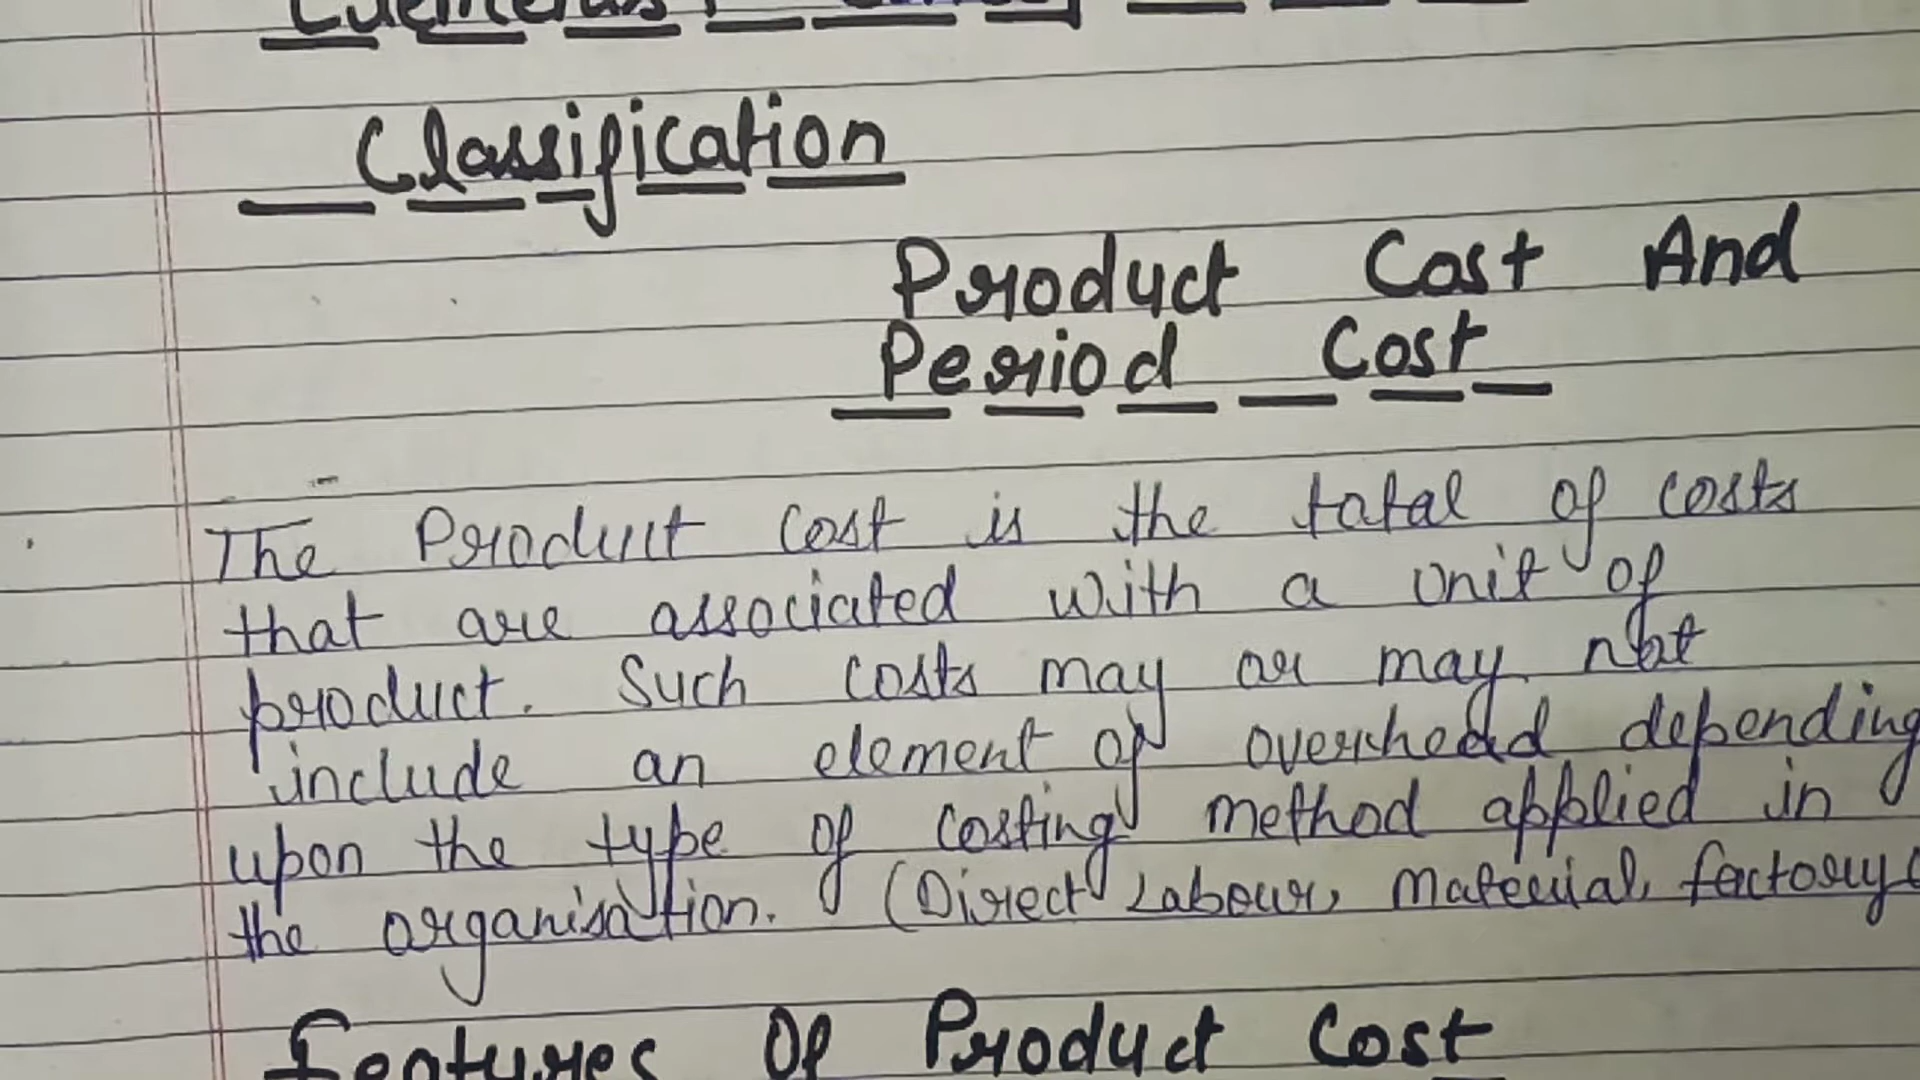 Classification
Product Cost And
Period Cost
The Product cost is the total of costs
that are associated with a unit of
product. Such costs may or may not
include an element of overhead depending
upon the type of costing method applied in
the organisation. (Direct Labour, Material, factory
Features Of Product Cost